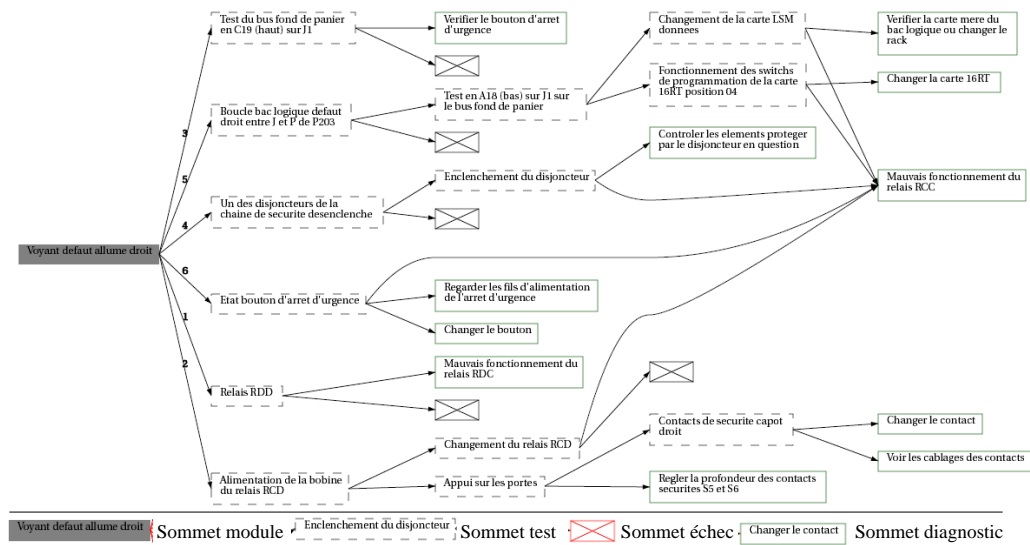 Test du bus fond de panier
en C19 (haut) sur J1
Verifier le bouton d'arret
d'urgence
Changement de la carte LSM
donnees
Verifier la carte mere du
bac logique ou changer le
rack
Fonctionnement des switchs
de programmation de la carte
16RT position 04
Changer la carte 16RT
Test en A18 (bas) sur J1 sur
le bus fond de panier
Boucle bac logique defaut
droit entre J et P de P203
3
Controler les elements proteger
par le disjoncteur en question
5
Enclenchement du disjoncteur
Mauvais fonctionnement du
relais RCC
Un des disjoncteurs de la
chaine de securite desenclenche
4
Voyant defaut allume droit
6
Regarder les fils d'alimentation
de l'arret d'urgence
Etat bouton d'arret d'urgence
1
Changer le bouton
2
Mauvais fonctionnement du
relais RDC
Relais RDD
Contacts de securite capot
droit
Changer le contact
Changement du relais RCD
Voir les cablages des contacts
Alimentation de la bobine
du relais RCD
Appui sur les portes
Regler la profondeur des contacts
securites S5 et S6
Voyant defaut allume droit Sommet module Enclenchement du disjoncteur Sommet test Sommet échec Changer le contact Sommet diagnostic